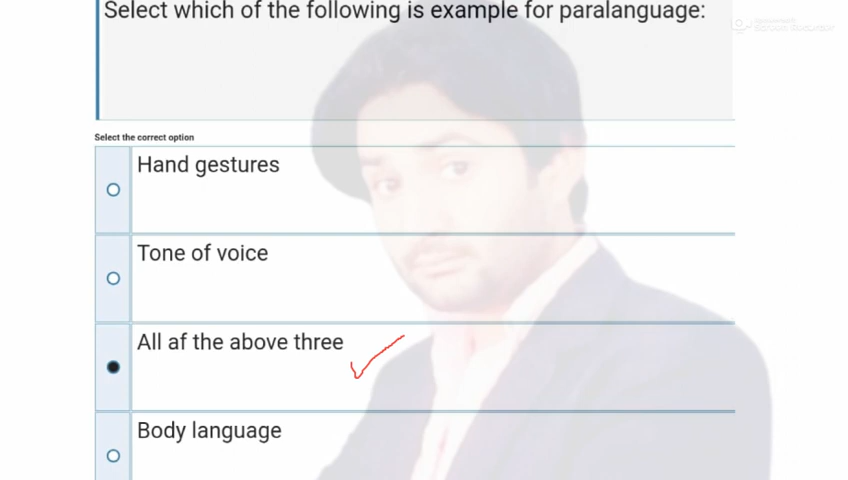 Select which of the following is example for paralanguage:
Select the correct option
Hand gestures
Tone of voice
All af the above three
Body language